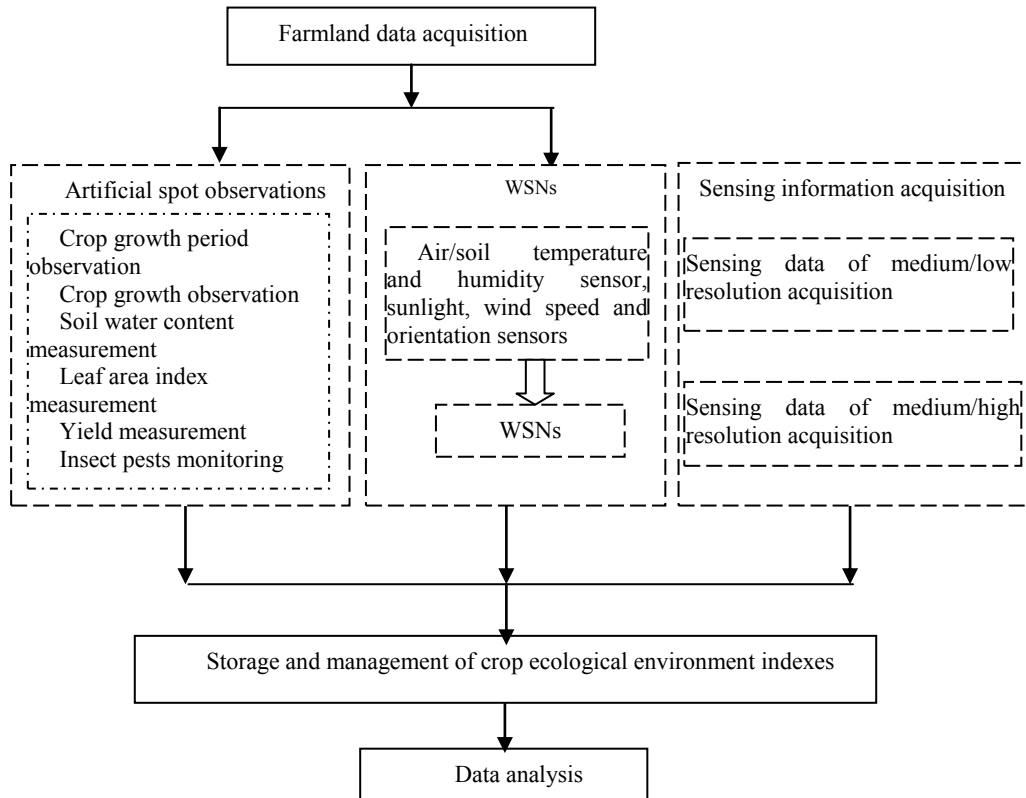 Farmland data acquisition
Artificial spot observations
Crop growth period
observation
Crop growth observation
Soil water content
measurement
Leaf area index
measurement
Yield measurement
Insect pests monitoring
WSNs
Air/soil temperature
and humidity sensor,
sunlight, wind speed and
orientation sensors
WSNs
Sensing information acquisition
Sensing data of medium/low
resolution acquisition
Sensing data of medium/high
resolution acquisition
Storage and management of crop ecological environment indexes
Data analysis